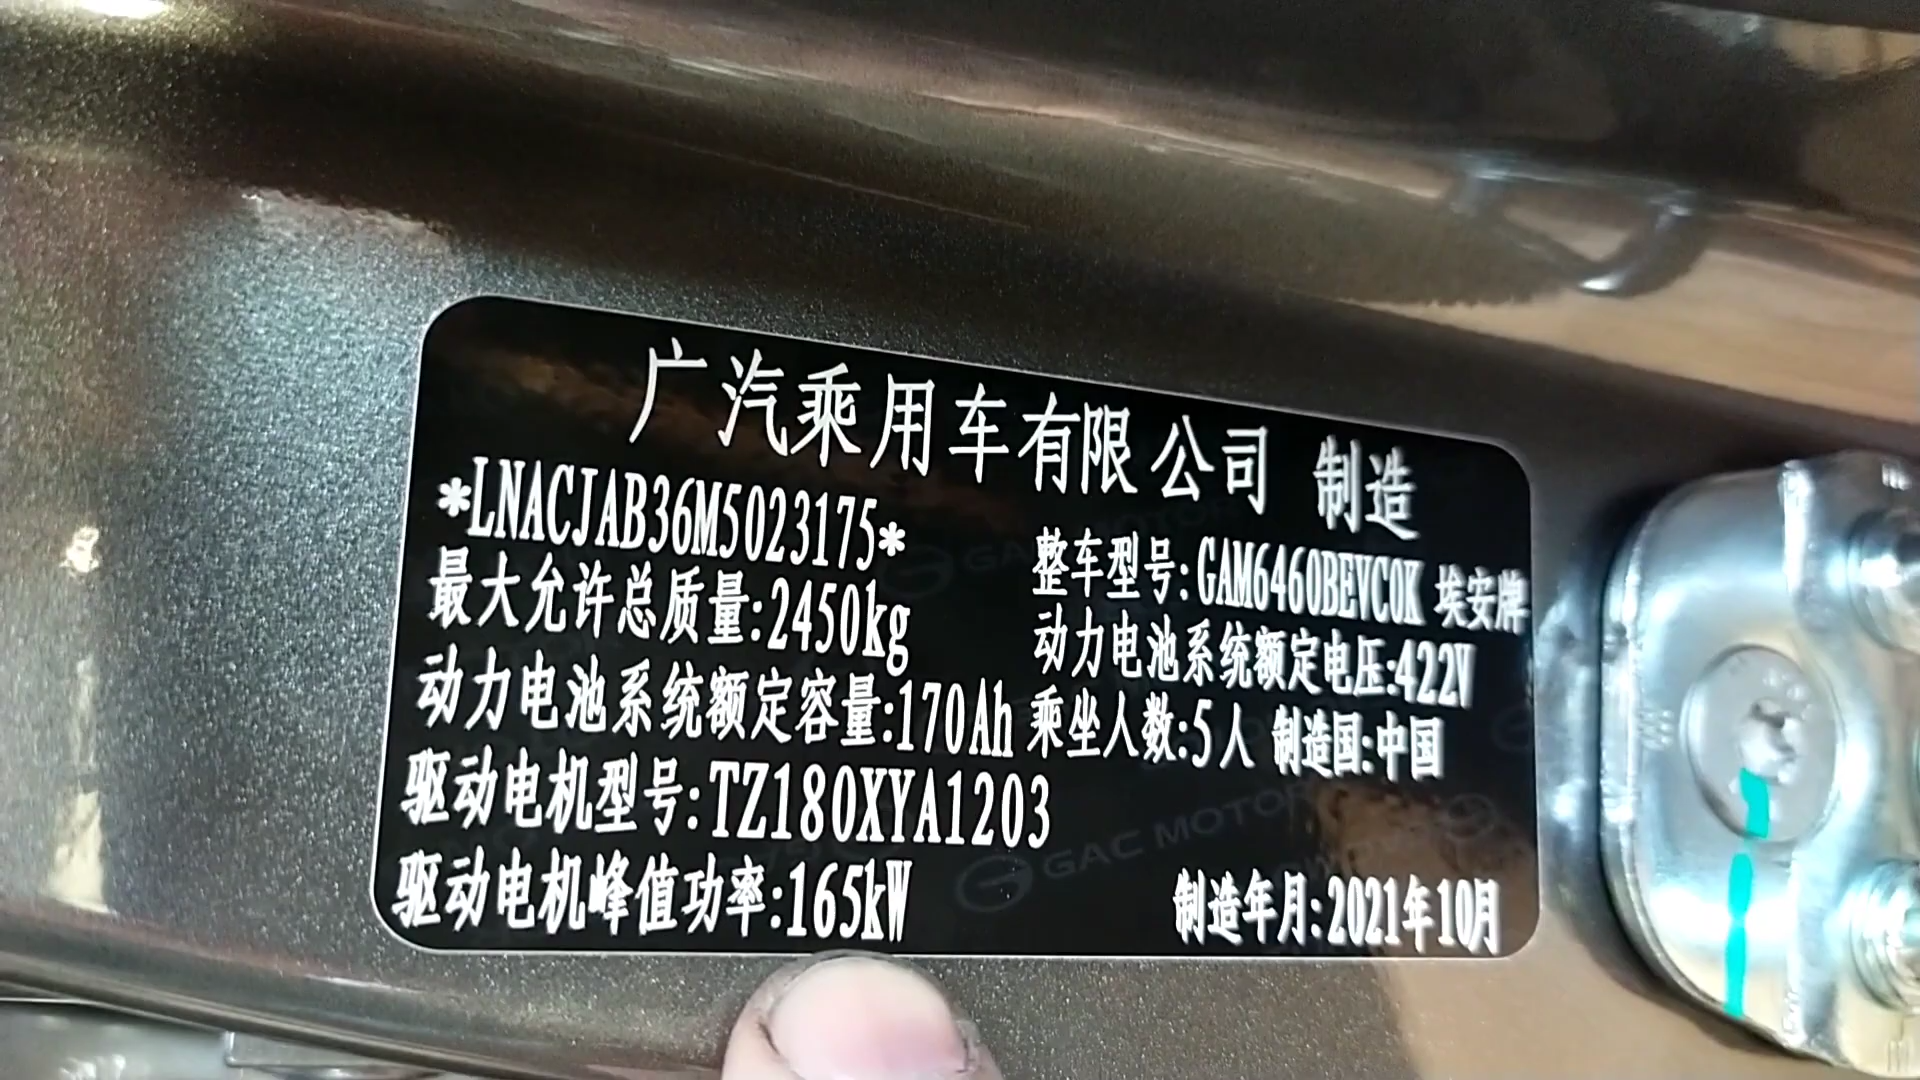 广汽乘用车有限公司 制造
*LNACJAB36M5023175*
整车型号:GAM6460BEVC0K 埃安牌
最大允许总质量:2450kg
动力电池系统额定电压:422V
动力电池系统额定容量:170Ah 乘坐人数:5人 制造国:中国
驱动电机型号:TZ180XYA1203
驱动电机峰值功率:165kW
制造年月:2021年10月
GAC MOTOR